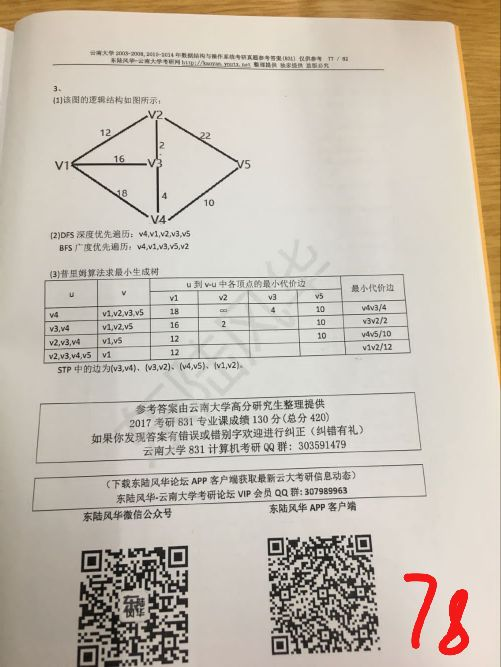 云南大学 2003-2008,2010-2014 年数据结构与操作系统考研真题参考答案(831) 仅供参考 77 / 82
东陆风华-云南大学考研网 http://kaoyan.youtx.net 整理提供 独家提供 盗版必究
3、
(1)该图的逻辑结构如图所示:
V2
12
22
2
V1
16
V3
V5
18
4
10
V4
(2)DFS 深度优先遍历: v4,v1,v2,v3,v5
BFS 广度优先遍历: v4,v1,v3,v5,v2
(3)普里姆算法求最小生成树
u v u 到 v-u 中各顶点的最小代价边 最小代价边
v1 v2 v3 v5
v4 v1,v2,v3,v5 18 ∞ 4 10 v4v3/4
v3,v4 v1,v2,v5 16 2 10 v3v2/2
v2,v3,v4 v1,v5 12 10 v4v5/10
v2,v3,v4,v5 v1 12 v1v2/12
STP 中的边为(v3,v4)、(v3,v2)、(v4,v5)、(v1,v2)。
东陆风华
参考答案由云南大学高分研究生整理提供
2017 考研 831 专业课成绩 130 分(总分 420)
如果你发现答案有错误或错别字欢迎进行纠正（纠错有礼）
云南大学 831 计算机考研 QQ 群: 303591479
（下载东陆风华论坛 APP 客户端获取最新云大考研信息动态）
东陆风华-云南大学考研论坛 VIP 会员 QQ 群: 307989963
东陆风华微信公众号 东陆风华 APP 客户端
78